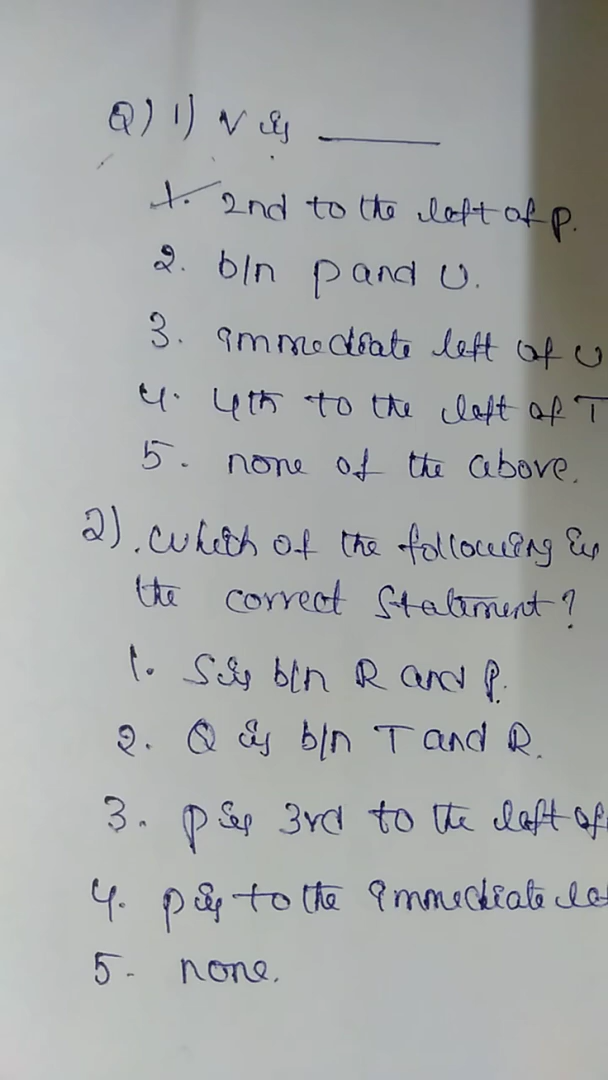 Q) 1) V is ______
1. 2nd to the left of P.
2. b/n P and U.
3. immediate left of U
4. 4th to the left of T
5. none of the above.
2). Which of the following is
the correct statement?
1. S is b/n R and P.
2. Q is b/n T and R.
3. P is 3rd to the left of
4. P is to the immediate
5. none.